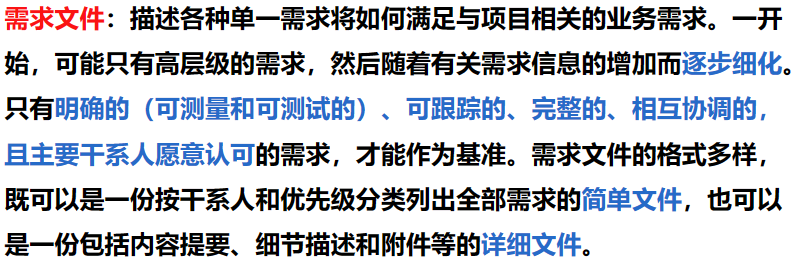 需求文件：描述各种单一需求将如何满足与项目相关的业务需求。一开
始，可能只有高层级的需求，然后随着有关需求信息的增加而逐步细化。
只有明确的（可测量和可测试的）、可跟踪的、完整的、相互协调的，
且主要干系人愿意认可的需求，才能作为基准。需求文件的格式多样，
既可以是一份按干系人和优先级分类列出全部需求的简单文件，也可以
是一份包括内容提要、细节描述和附件等的详细文件。